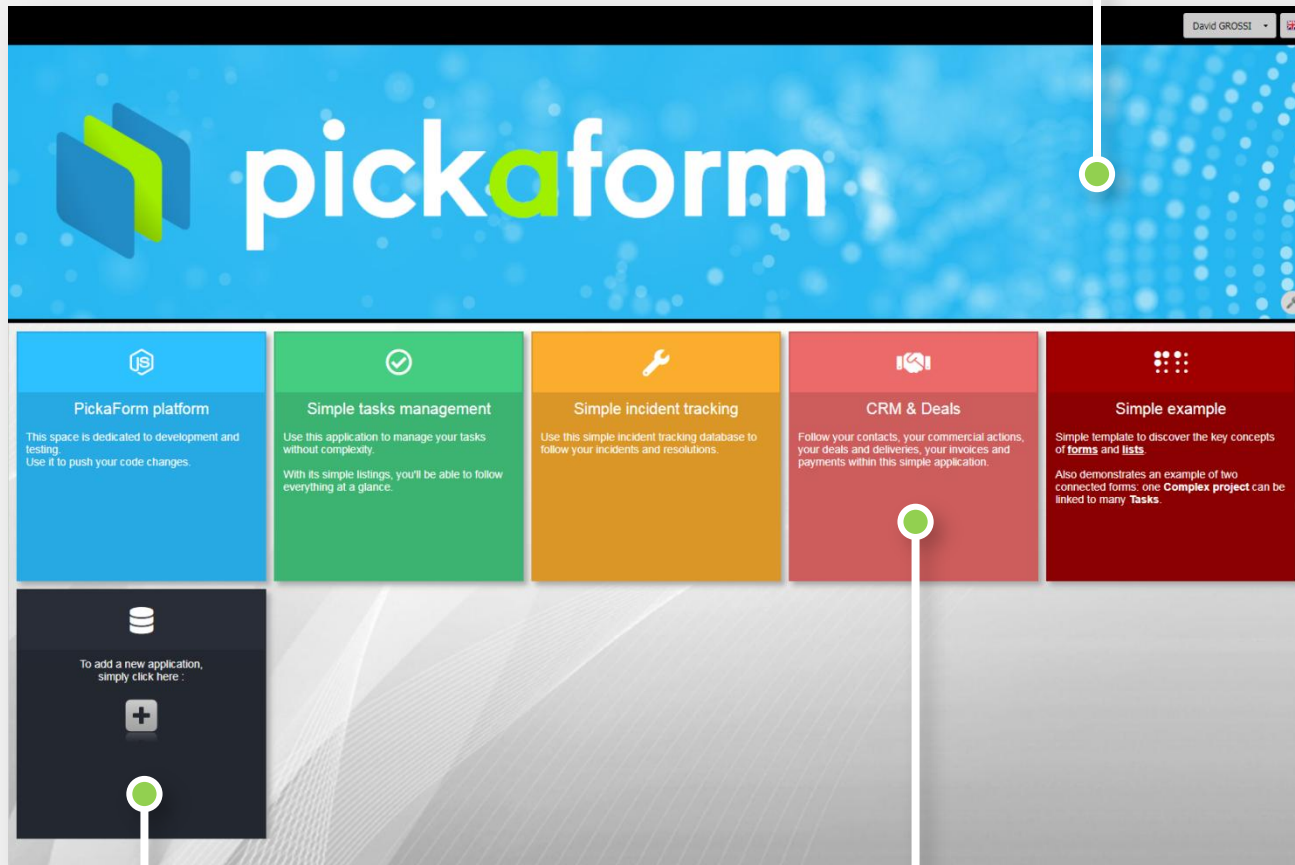 David GROSSI
pickaform
JS
PickaForm platform
This space is dedicated to development and
testing.
Use it to push your code changes.
Simple tasks management
Use this application to manage your tasks
without complexity.
With its simple listings, you'll be able to follow
everything at a glance.
Simple incident tracking
Use this simple incident tracking database to
follow your incidents and resolutions.
CRM & Deals
Follow your contacts, your commercial actions,
your deals and deliveries, your invoices and
payments within this simple application.
Simple example
Simple template to discover the key concepts
of forms and lists.
Also demonstrates an example of two
connected forms: one Complex project can be
linked to many Tasks.
To add a new application,
simply click here :